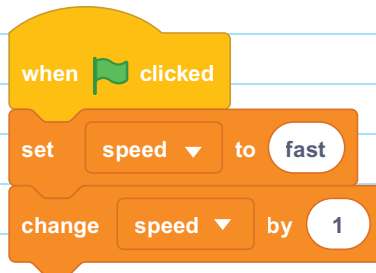 when clicked
set speed to fast
change speed by 1